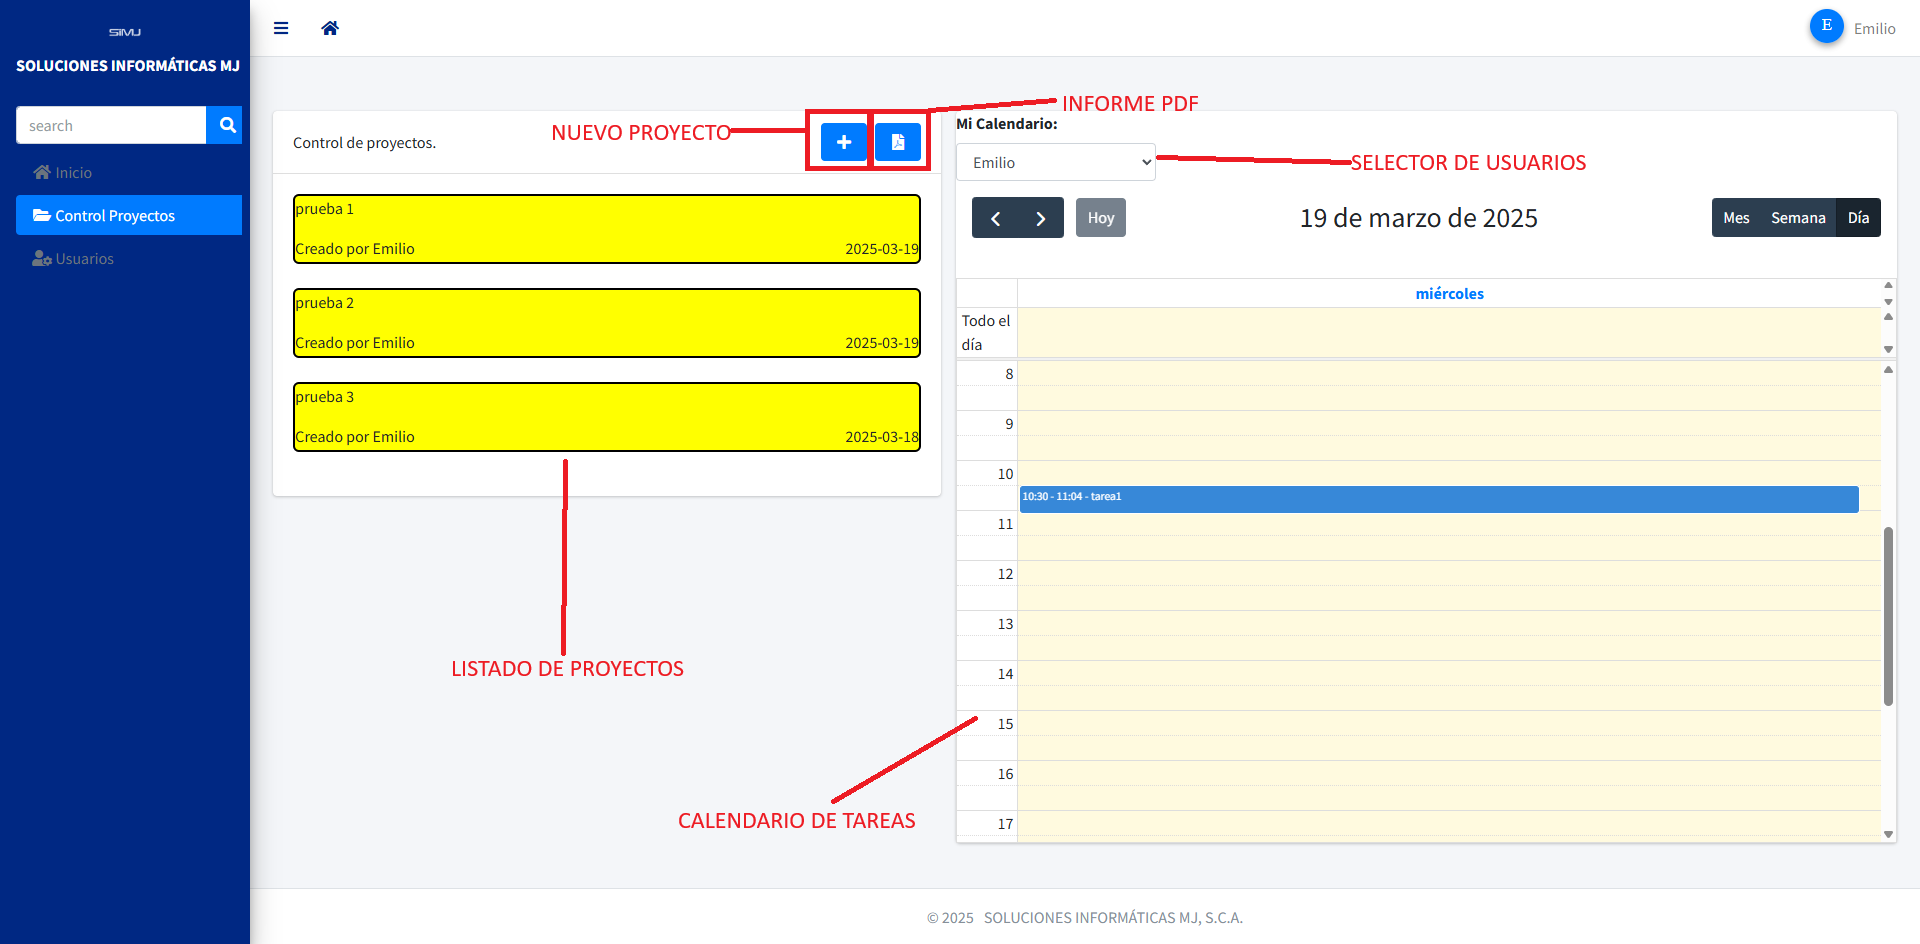 SIMJ
SOLUCIONES INFORMÁTICAS MJ
search
Inicio
Control Proyectos
Usuarios
E
Emilio
Control de proyectos.
NUEVO PROYECTO
INFORME PDF
prueba 1
Creado por Emilio 2025-03-19
prueba 2
Creado por Emilio 2025-03-19
prueba 3
Creado por Emilio 2025-03-18
LISTADO DE PROYECTOS
Mi Calendario:
Emilio
SELECTOR DE USUARIOS
Hoy
19 de marzo de 2025
Mes Semana Día
miércoles
Todo el
día
8
9
10
10:30 - 11:04 - tarea1
11
12
13
14
15
16
17
CALENDARIO DE TAREAS
© 2025 SOLUCIONES INFORMÁTICAS MJ, S.C.A.